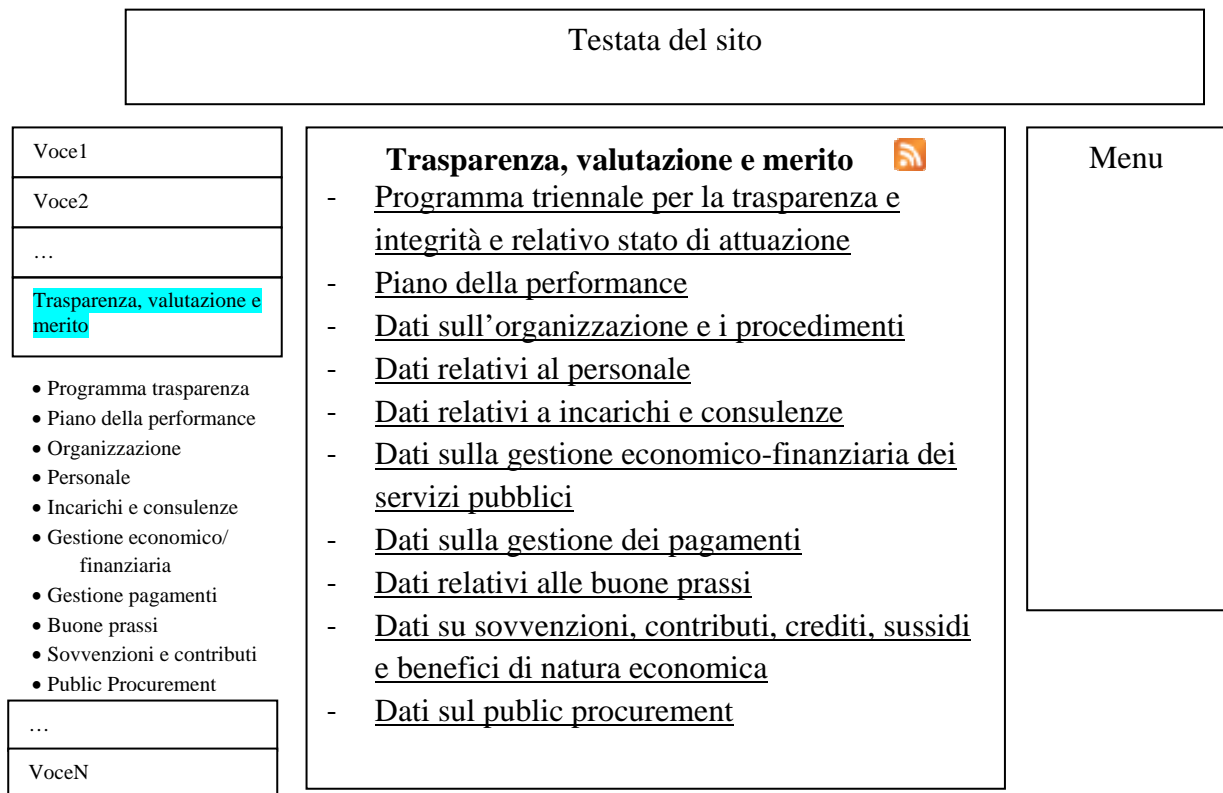 Testata del sito
Voce1
Voce2
…
Trasparenza, valutazione e
merito
• Programma trasparenza
• Piano della performance
• Organizzazione
• Personale
• Incarichi e consulenze
• Gestione economico/
finanziaria
• Gestione pagamenti
• Buone prassi
• Sovvenzioni e contributi
• Public Procurement
…
VoceN
Trasparenza, valutazione e merito
- Programma triennale per la trasparenza e
integrità e relativo stato di attuazione
- Piano della performance
- Dati sull’organizzazione e i procedimenti
- Dati relativi al personale
- Dati relativi a incarichi e consulenze
- Dati sulla gestione economico-finanziaria dei
servizi pubblici
- Dati sulla gestione dei pagamenti
- Dati relativi alle buone prassi
- Dati su sovvenzioni, contributi, crediti, sussidi
e benefici di natura economica
- Dati sul public procurement
Menu